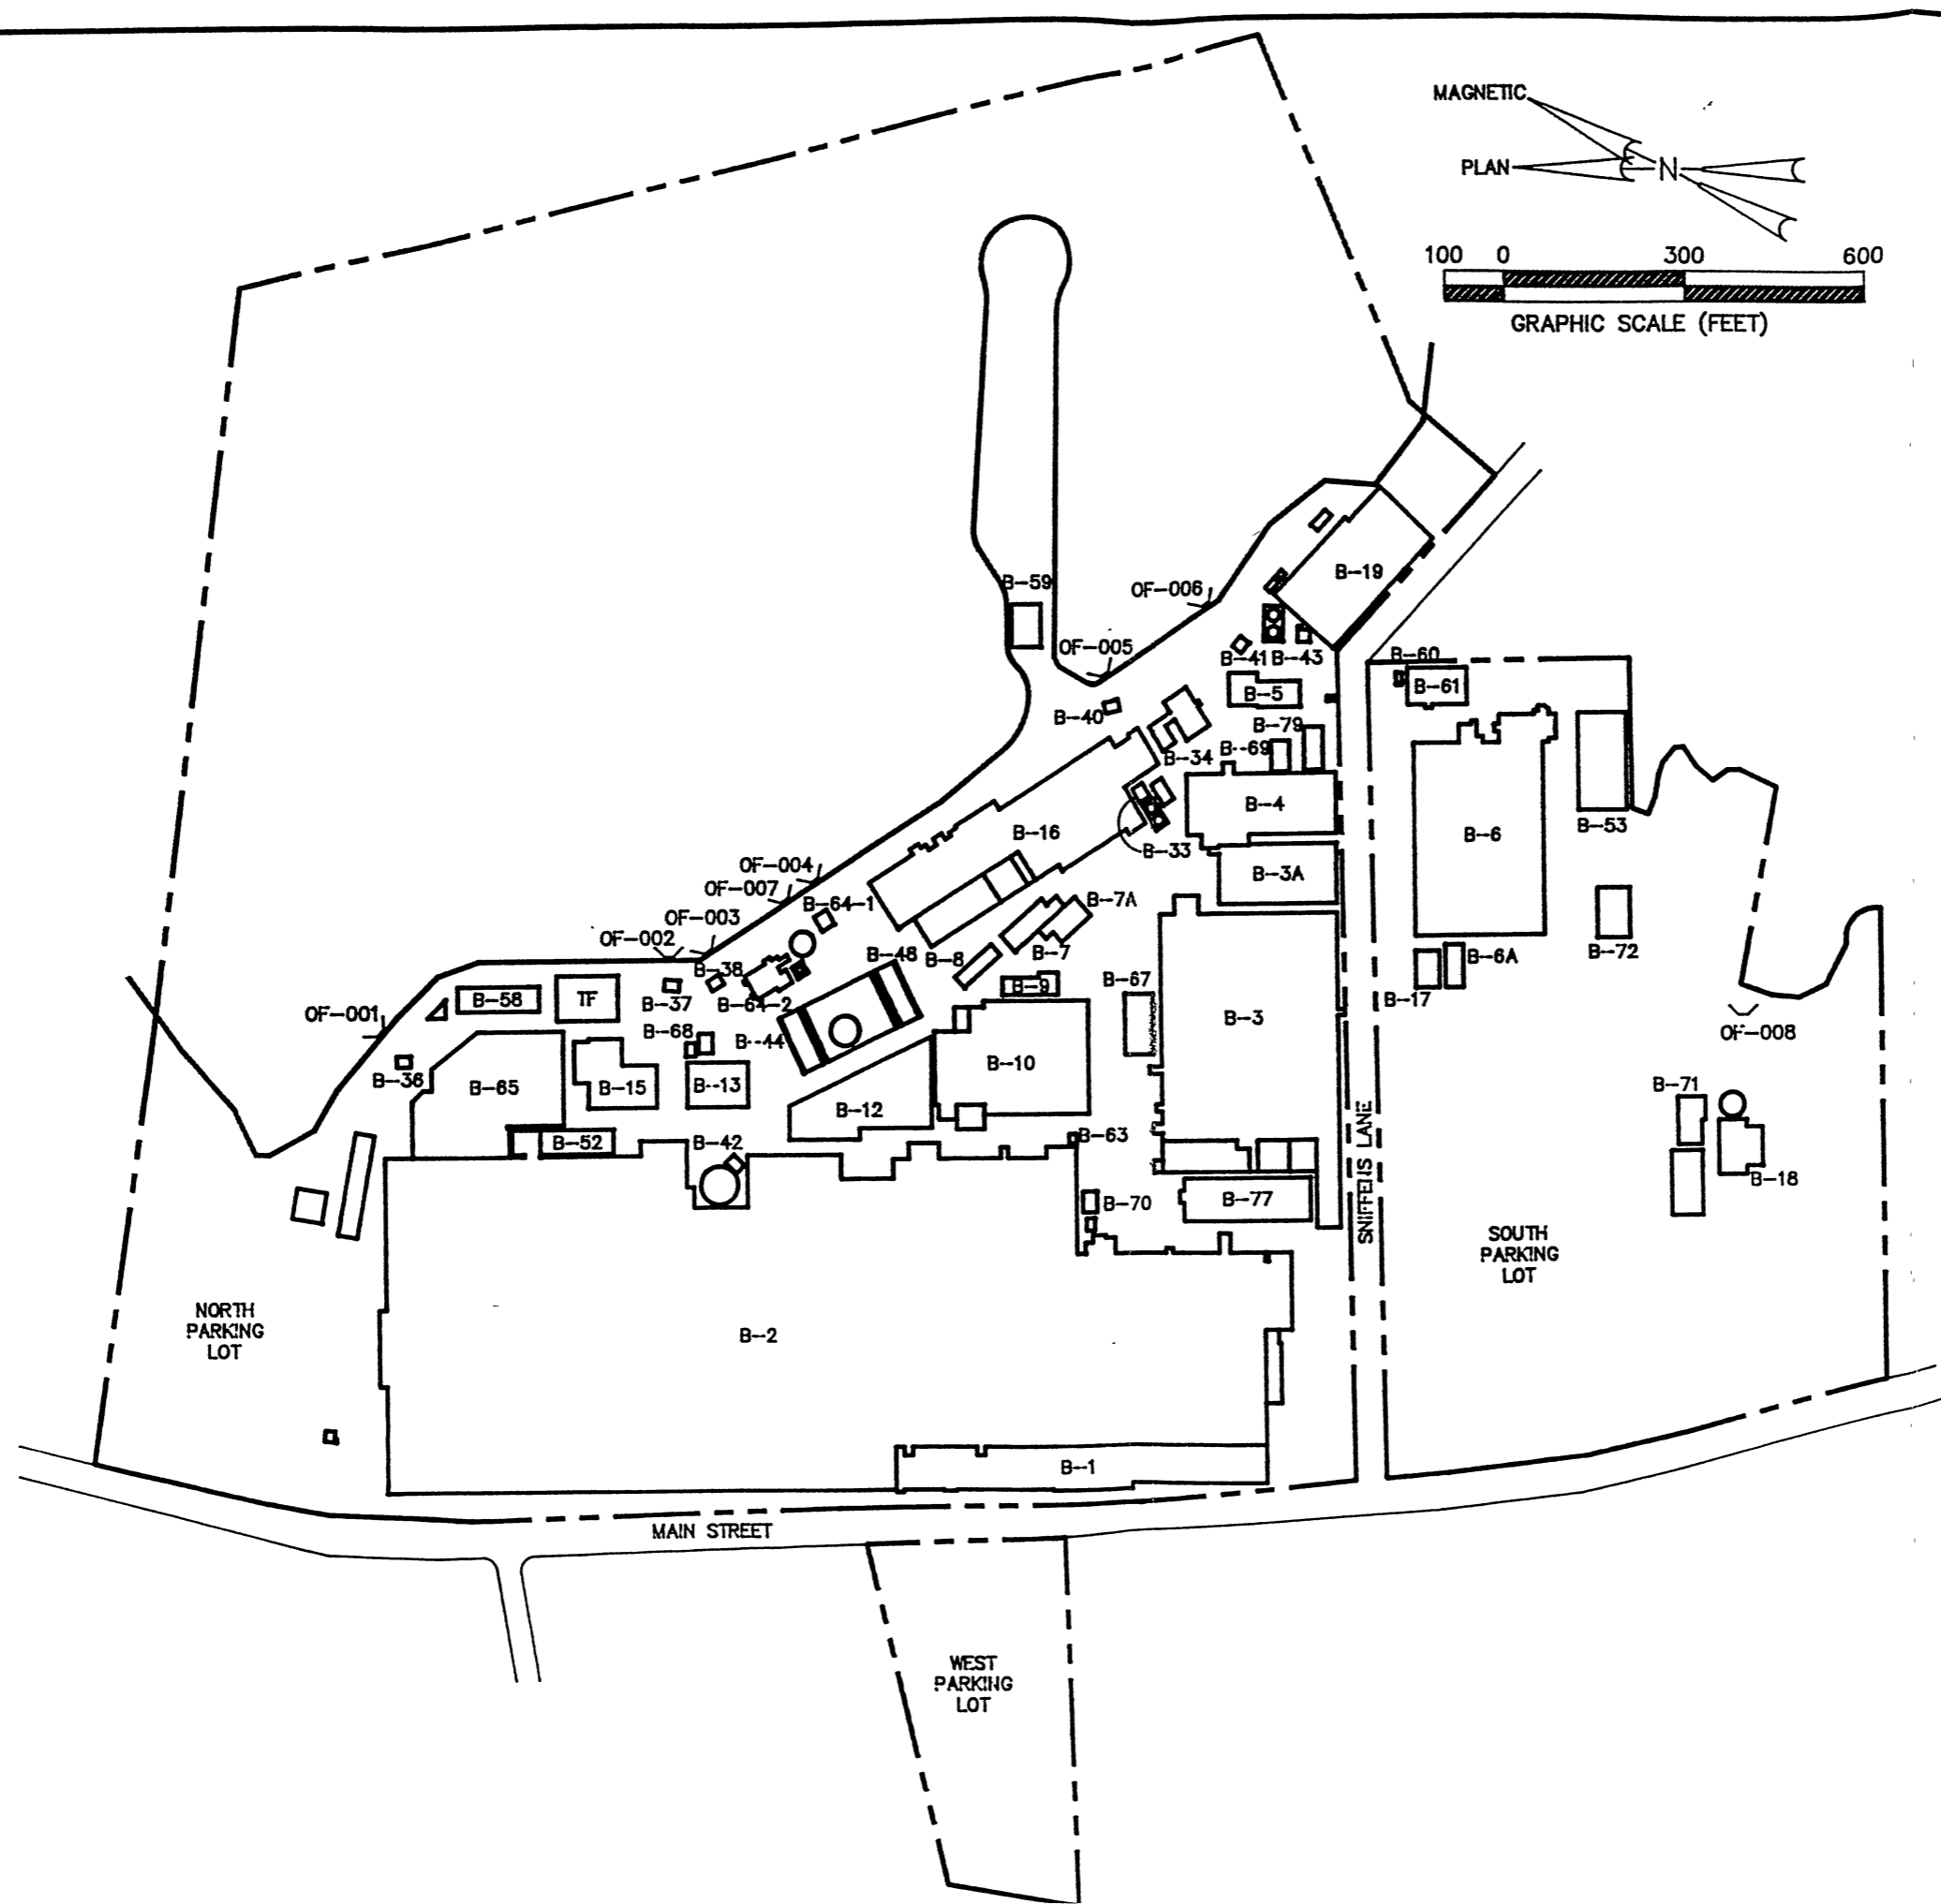 MAGNETIC
PLAN
N
100 0 300 600
GRAPHIC SCALE (FEET)
B-59
OF-006
B-19
OF-005
B-41
B-43
B-60
B-61
B-5
B-40
B-79
B-69
B-34
B-4
B-16
B-33
B-6
B-53
OF-004
B-3A
OF-007
B-64-1
B-7A
OF-003
OF-002
B-48
B-8
B-7
B-6A
B-72
B-38
B-9
B-67
B-58
TF
B-37
B-64-2
B-17
OF-001
B-3
B-68
B-44
OF-008
B-10
B-36
B-65
B-15
B-13
B-71
B-12
B-52
B-42
B-63
B-18
B-70
B-77
SNIFFENS LANE
SOUTH
PARKING
LOT
NORTH
PARKING
LOT
B-2
B-1
MAIN STREET
WEST
PARKING
LOT